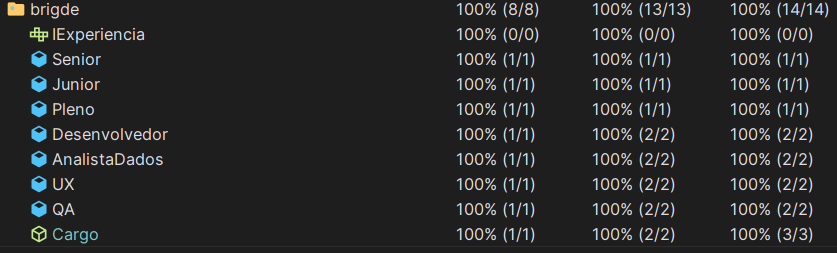 brigde 100% (8/8) 100% (13/13) 100% (14/14)
IExperiencia 100% (0/0) 100% (0/0) 100% (0/0)
Senior 100% (1/1) 100% (1/1) 100% (1/1)
Junior 100% (1/1) 100% (1/1) 100% (1/1)
Pleno 100% (1/1) 100% (1/1) 100% (1/1)
Desenvolvedor 100% (1/1) 100% (2/2) 100% (2/2)
AnalistaDados 100% (1/1) 100% (2/2) 100% (2/2)
UX 100% (1/1) 100% (2/2) 100% (2/2)
QA 100% (1/1) 100% (2/2) 100% (2/2)
Cargo 100% (1/1) 100% (2/2) 100% (3/3)